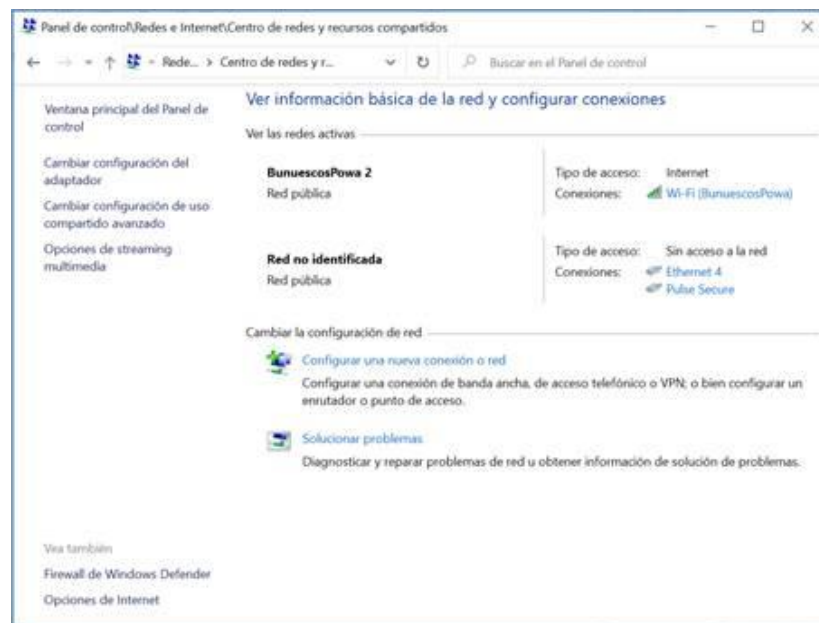 Panel de control\Redes e Internet\Centro de redes y recursos compartidos
Rede... > Centro de redes y r...
Buscar en el Panel de control
Ventana principal del Panel de
control
Cambiar configuración del
adaptador
Cambiar configuración de uso
compartido avanzado
Opciones de streaming
multimedia
Ver información básica de la red y configurar conexiones
Ver las redes activas
BunuescosPowa 2
Red pública
Tipo de acceso: Internet
Conexiones: Wi-Fi (BunuescosPowa)
Red no identificada
Red pública
Tipo de acceso: Sin acceso a la red
Conexiones: Ethernet 4
Pulse Secure
Cambiar la configuración de red
Configurar una nueva conexión o red
Configurar una conexión de banda ancha, de acceso telefónico o VPN; o bien configurar un
enrutador o punto de acceso.
Solucionar problemas
Diagnosticar y reparar problemas de red u obtener información de solución de problemas.
Vea también
Firewall de Windows Defender
Opciones de Internet